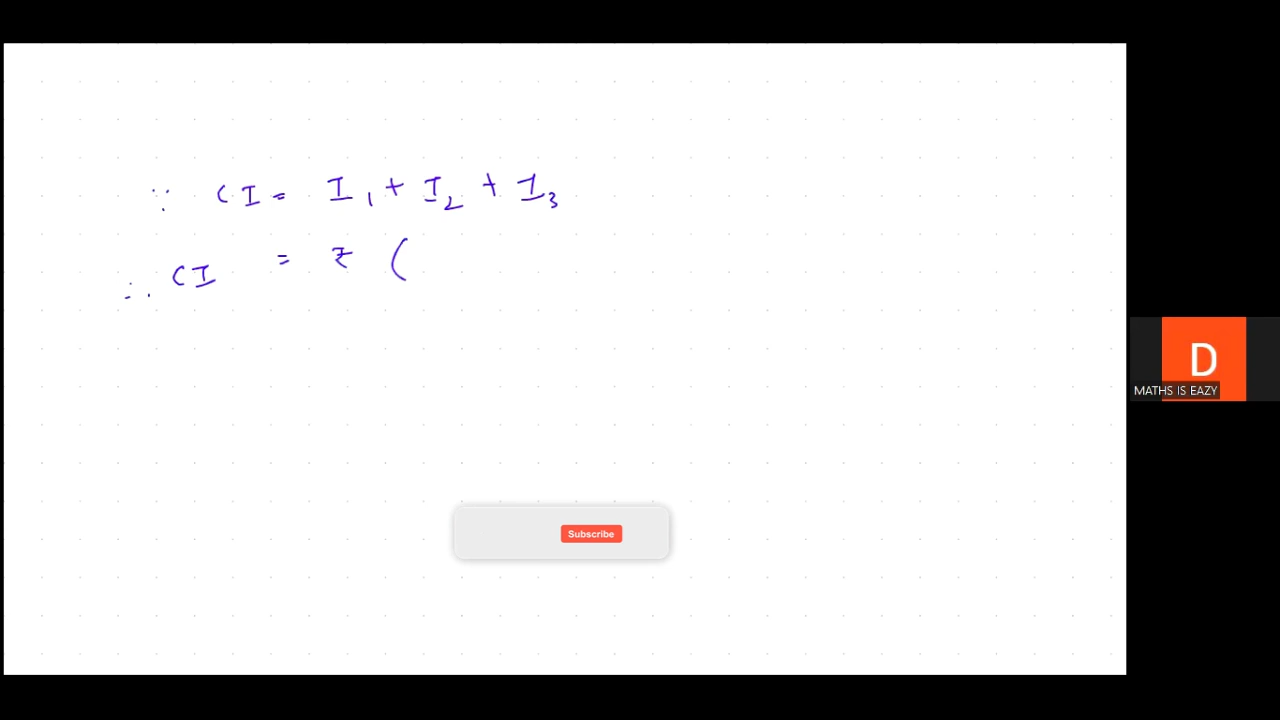 ∵ CI = I₁ + I₂ + I₃
∴ CI = ₹ (
D
MATHS IS EAZY
Subscribe